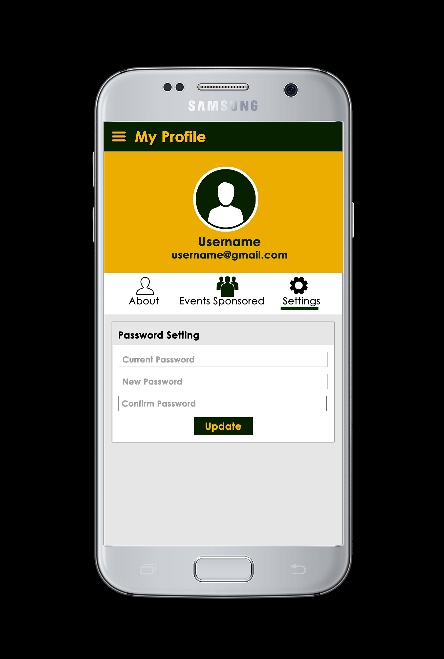 SAMSUNG
My Profile
Username
username@gmail.com
About
Events Sponsored
Settings
Password Setting
Current Password
New Password
Confirm Password
Update